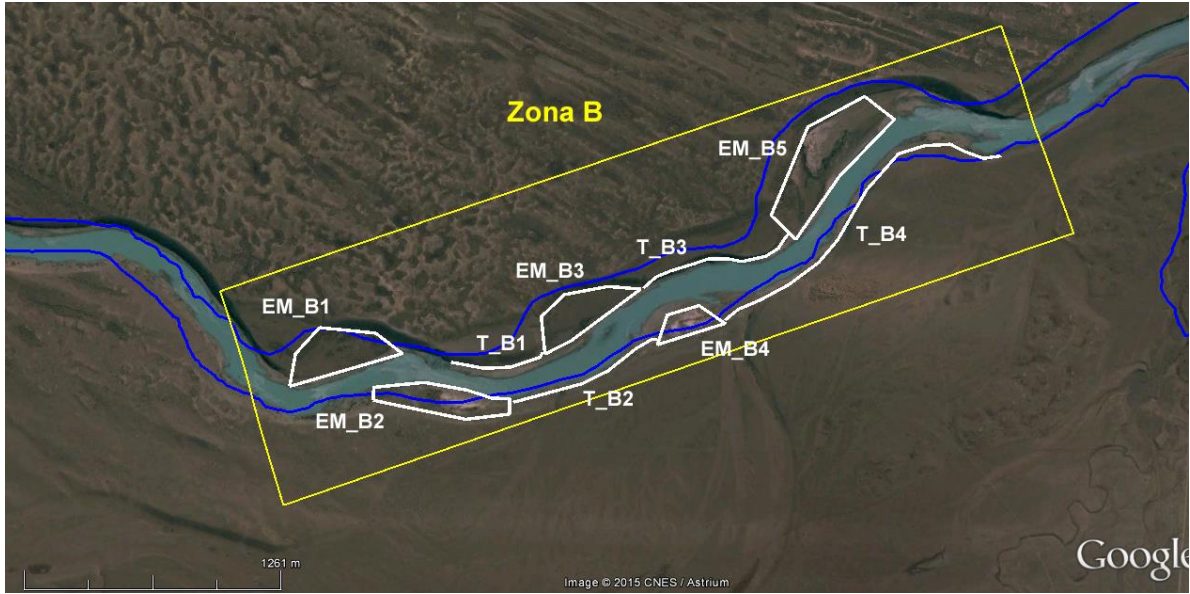 Zona B
EM_B5
T_B4
T_B3
EM_B3
EM_B1
T_B1
EM_B4
T_B2
EM_B2
1261 m
Image © 2015 CNES / Astrium
Google